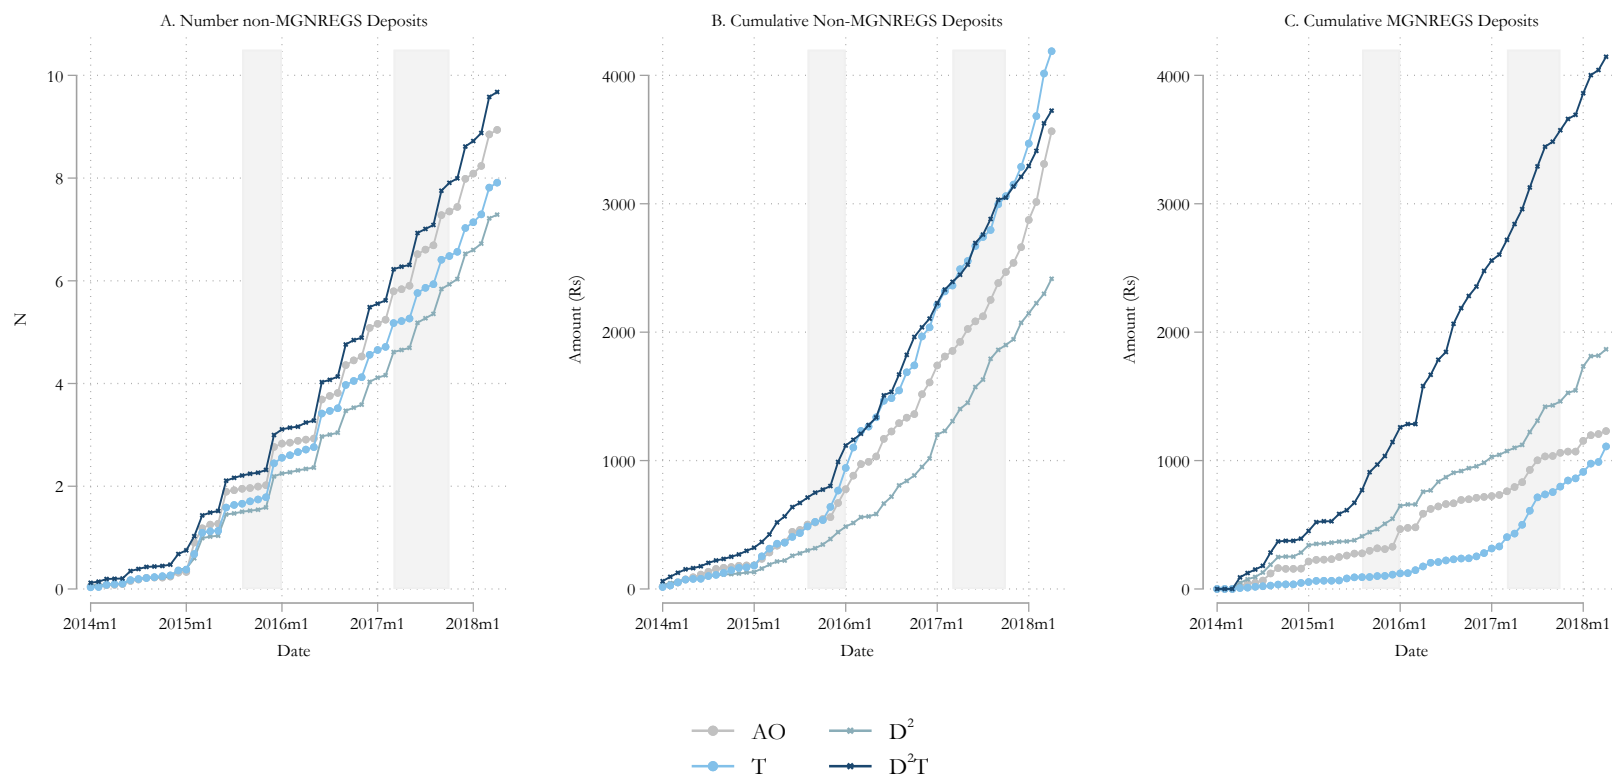 A. Number non-MGNREGS Deposits
B. Cumulative Non-MGNREGS Deposits
C. Cumulative MGNREGS Deposits
N
10
8
6
4
2
0
2014m1 2015m1 2016m1 2017m1 2018m1
Date
Amount (Rs)
4000
3000
2000
1000
0
2014m1 2015m1 2016m1 2017m1 2018m1
Date
Amount (Rs)
4000
3000
2000
1000
0
2014m1 2015m1 2016m1 2017m1 2018m1
Date
AO D²
T D²T